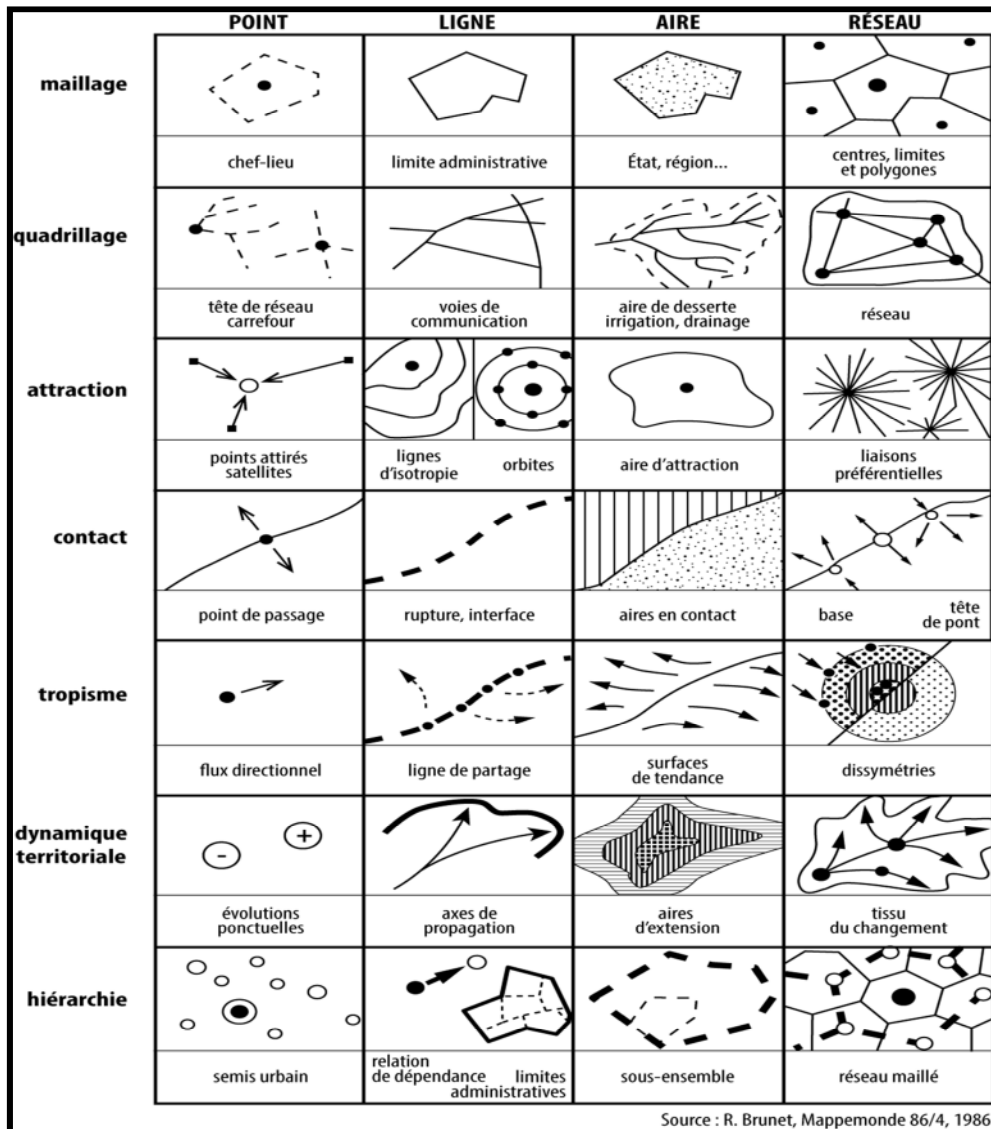 POINT LIGNE AIRE RÉSEAU
maillage
chef-lieu
limite administrative
État, région...
centres, limites
et polygones
quadrillage
tête de réseau
carrefour
voies de
communication
aire de desserte
irrigation, drainage
réseau
attraction
points attirés
satellites
lignes
d'isotropie
orbites
aire d'attraction
liaisons
préférentielles
contact
point de passage
rupture, interface
aires en contact
base
tête
de pont
tropisme
flux directionnel
ligne de partage
surfaces
de tendance
dissymétries
dynamique
territoriale
-
+
évolutions
ponctuelles
axes de
propagation
aires
d'extension
tissu
du changement
hiérarchie
semis urbain
relation
de dépendance
limites
administratives
sous-ensemble
réseau maillé
Source : R. Brunet, Mappemonde 86/4, 1986